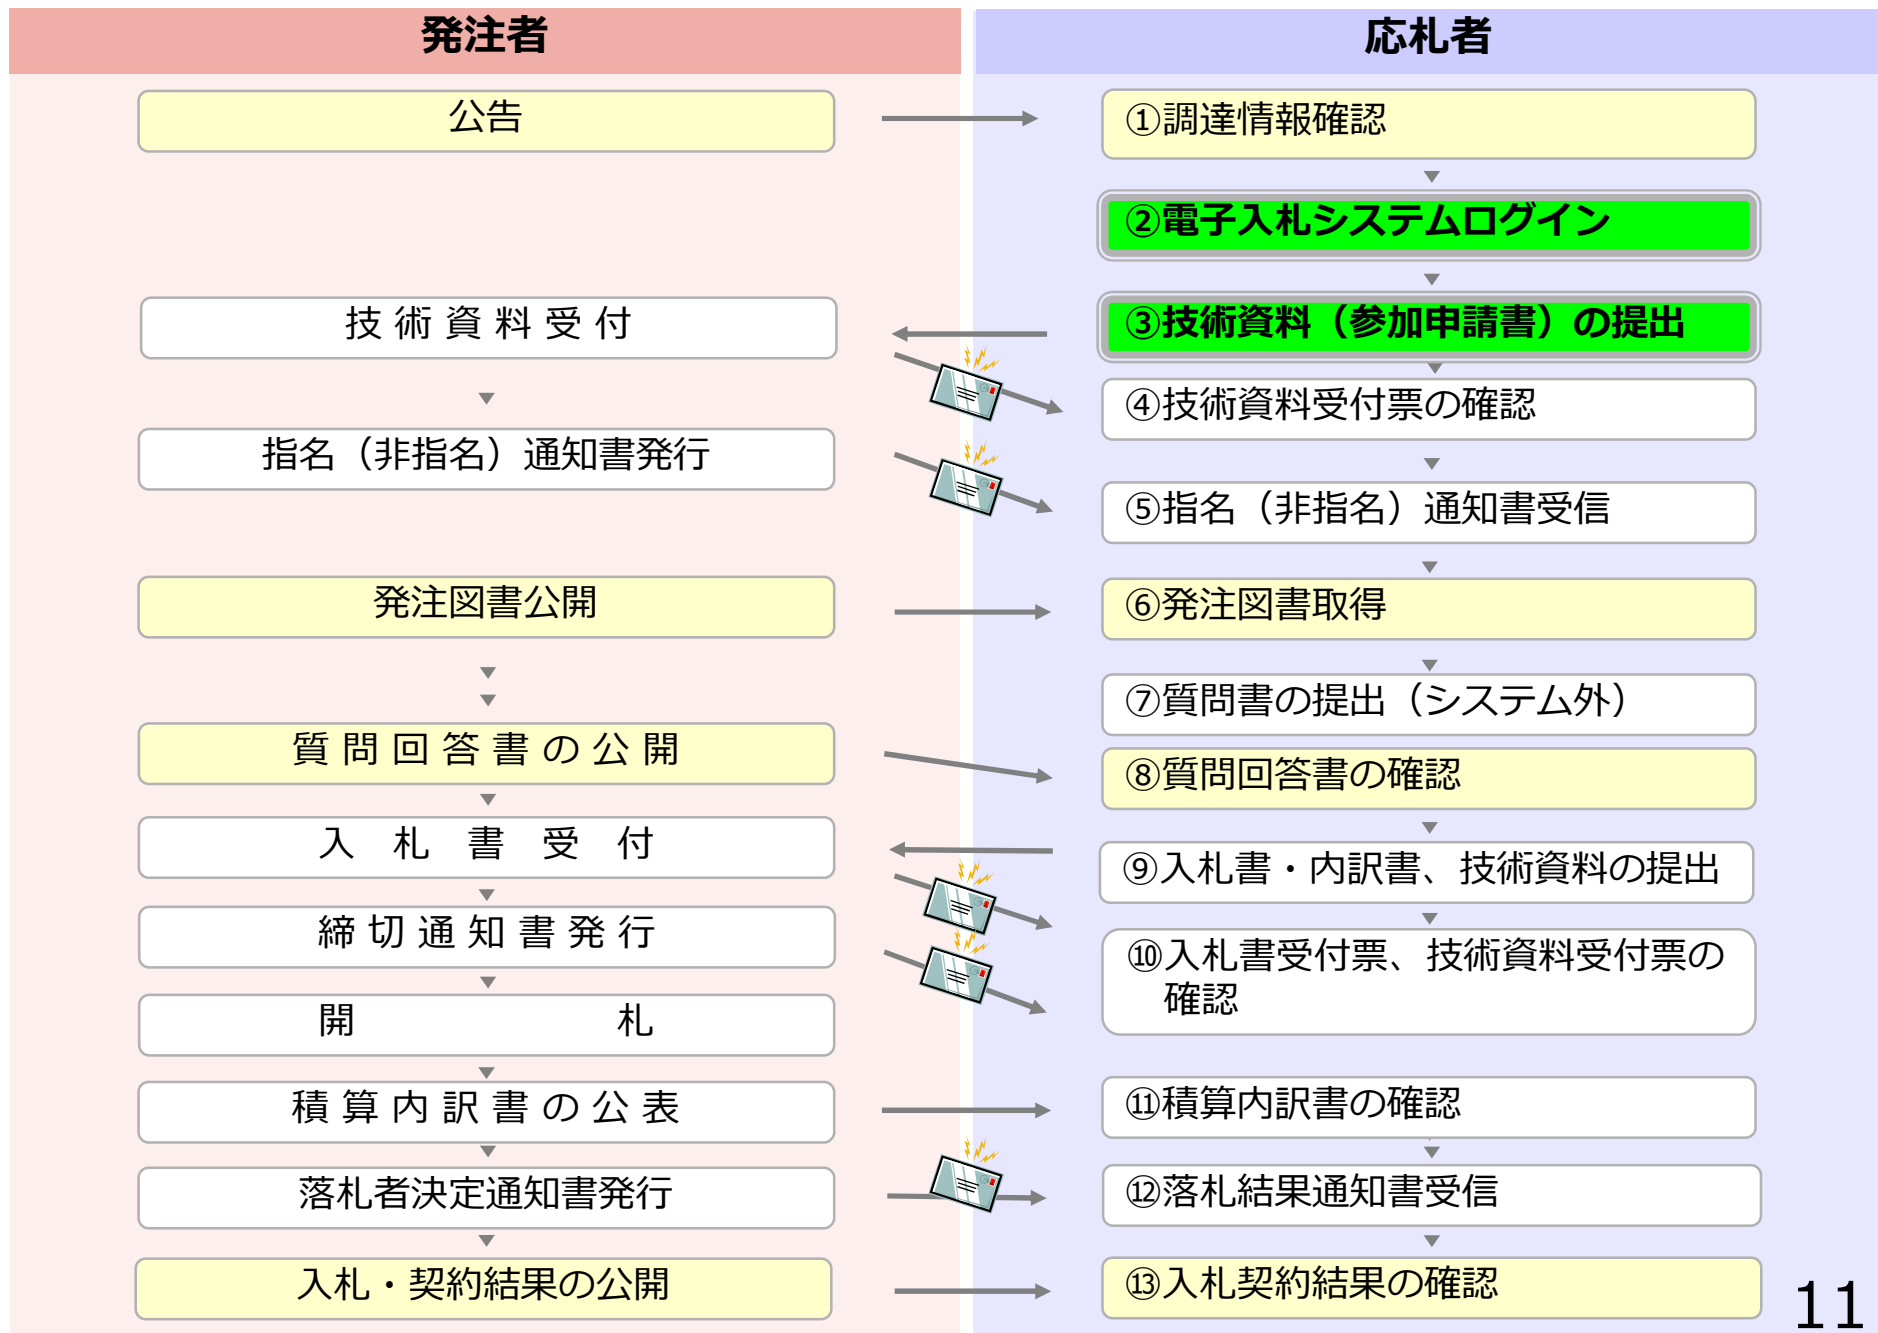 発注者
応札者
公告
①調達情報確認
②電子入札システムログイン
技術資料受付
③技術資料（参加申請書）の提出
④技術資料受付票の確認
指名（非指名）通知書発行
⑤指名（非指名）通知書受信
発注図書公開
⑥発注図書取得
⑦質問書の提出（システム外）
質問回答書の公開
⑧質問回答書の確認
入札書受付
⑨入札書・内訳書、技術資料の提出
締切通知書発行
⑩入札書受付票、技術資料受付票の
確認
開札
積算内訳書の公表
⑪積算内訳書の確認
落札者決定通知書発行
⑫落札結果通知書受信
入札・契約結果の公開
⑬入札契約結果の確認
11